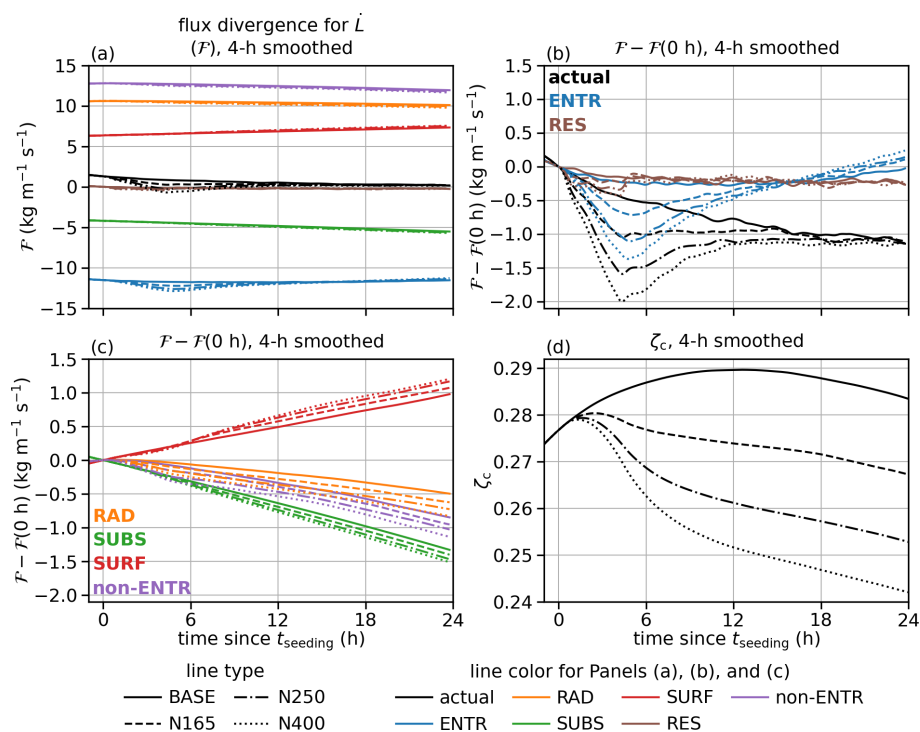 flux divergence for L̇
(ℱ), 4-h smoothed
(a)
ℱ (kg m⁻¹ s⁻¹)
15
10
5
0
−5
−10
−15
ℱ − ℱ(0 h), 4-h smoothed
(b)
ℱ − ℱ(0 h) (kg m⁻¹ s⁻¹)
1.5
1.0
0.5
0.0
−0.5
−1.0
−1.5
−2.0
actual
ENTR
RES
ℱ − ℱ(0 h), 4-h smoothed
(c)
ℱ − ℱ(0 h) (kg m⁻¹ s⁻¹)
1.5
1.0
0.5
0.0
−0.5
−1.0
−1.5
−2.0
RAD
SUBS
SURF
non-ENTR
0 6 12 18 24
time since t_seeding (h)
ζ_c, 4-h smoothed
(d)
ζ_c
0.29
0.28
0.27
0.26
0.25
0.24
0 6 12 18 24
time since t_seeding (h)
line type
BASE N250
N165 N400
line color for Panels (a), (b), and (c)
actual RAD SURF non-ENTR
ENTR SUBS RES